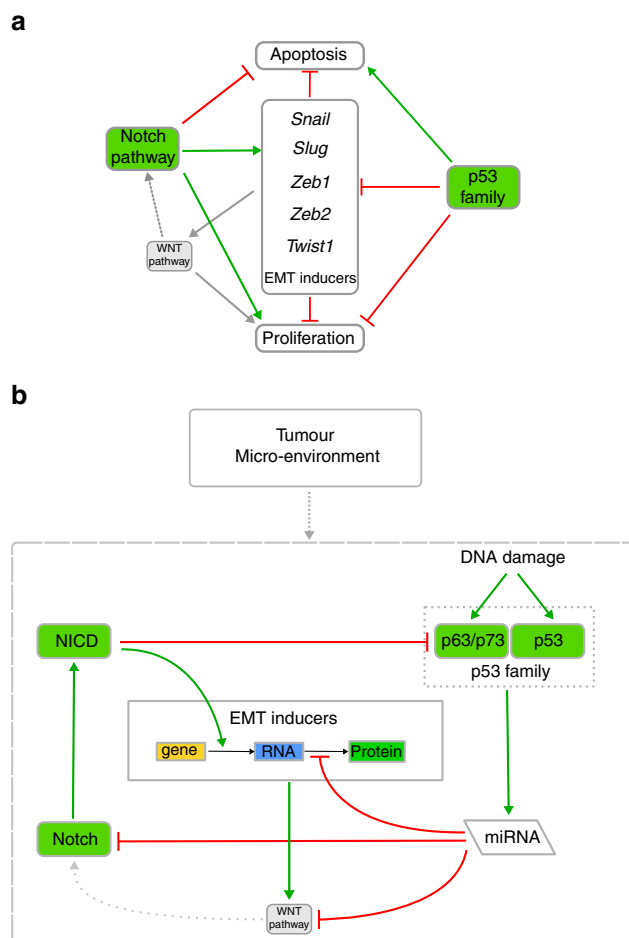 a
Apoptosis
Snail
Slug
Zeb1
Zeb2
Twist1
EMT inducers
Notch
pathway
p53
family
WNT
pathway
Proliferation
b
Tumour
Micro-environment
DNA damage
NICD
p63/p73
p53
p53 family
EMT inducers
gene
RNA
Protein
Notch
miRNA
WNT
pathway